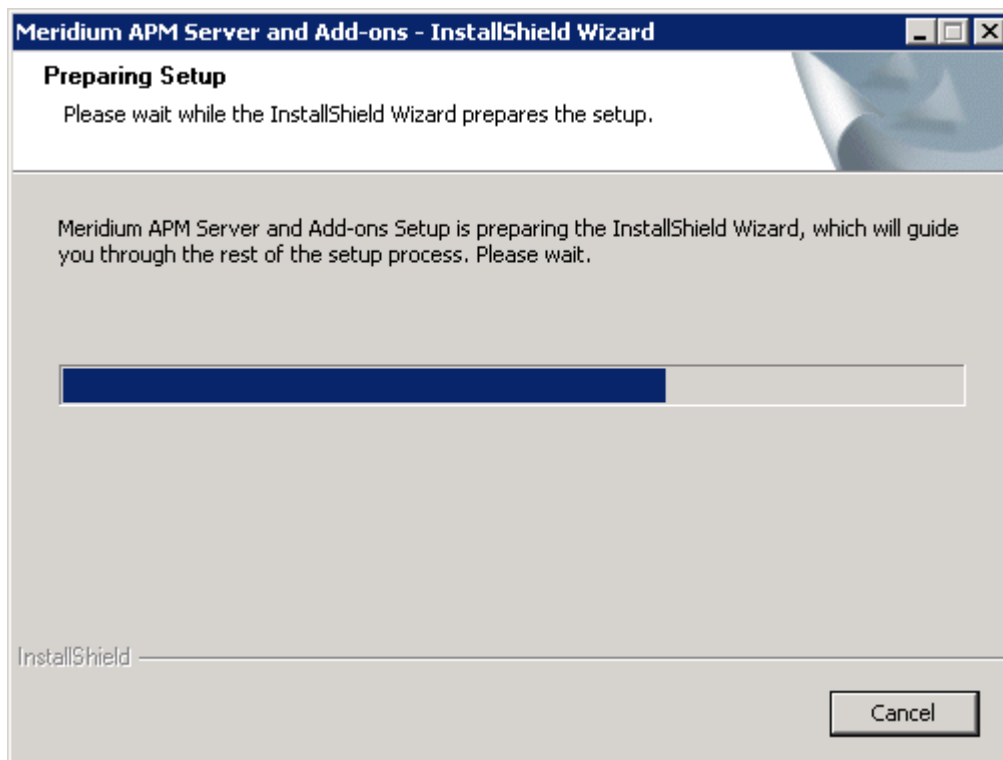 Meridium APM Server and Add-ons - InstallShield Wizard
Preparing Setup
Please wait while the InstallShield Wizard prepares the setup.
Meridium APM Server and Add-ons Setup is preparing the InstallShield Wizard, which will guide
you through the rest of the setup process. Please wait.
InstallShield
Cancel